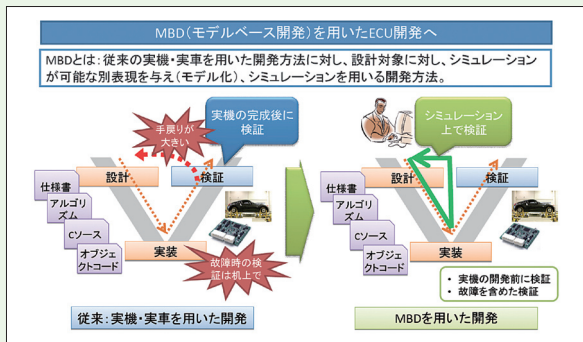 MBD(モデルベース開発)を用いたECU開発へ
MBDとは:従来の実機・実車を用いた開発方法に対し、設計対象に対し、シミュレーション
が可能な別表現を与え(モデル化)、シミュレーションを用いる開発方法。
手戻りが
大きい
実機の完成後に
検証
設計
検証
仕様書
アルゴリ
ズム
Cソース
オブジェ
クトコード
実装
故障時の検
証は机上で
従来:実機・実車を用いた開発
シミュレーション
上で検証
設計
検証
仕様書
アルゴリ
ズム
Cソース
オブジェ
クトコード
実装
・ 実機の開発前に検証
・ 故障を含めた検証
MBDを用いた開発